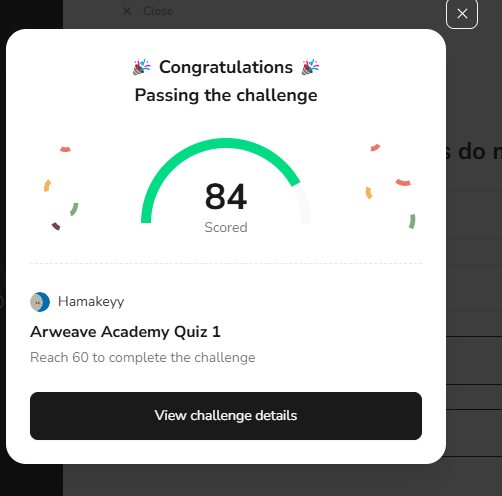 Close
🎉 Congratulations 🎉
Passing the challenge
s do
84
Scored
Hamakeyy
Arweave Academy Quiz 1
Reach 60 to complete the challenge
View challenge details